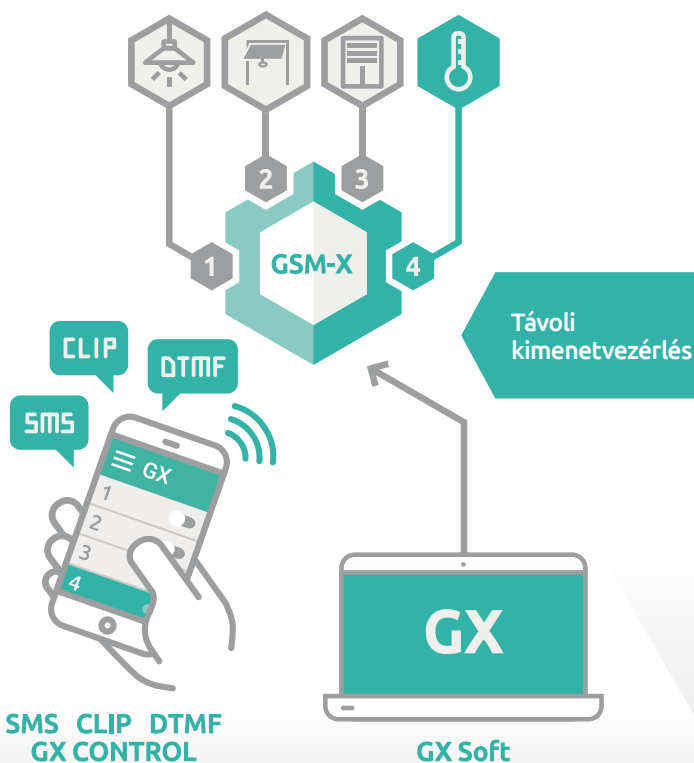 2
3
1
GSM-X
4
Távoli
kimenetvezérlés
CLIP
DTMF
SMS
GX
1
2
3
4
GX
SMS CLIP DTMF
GX CONTROL
GX Soft